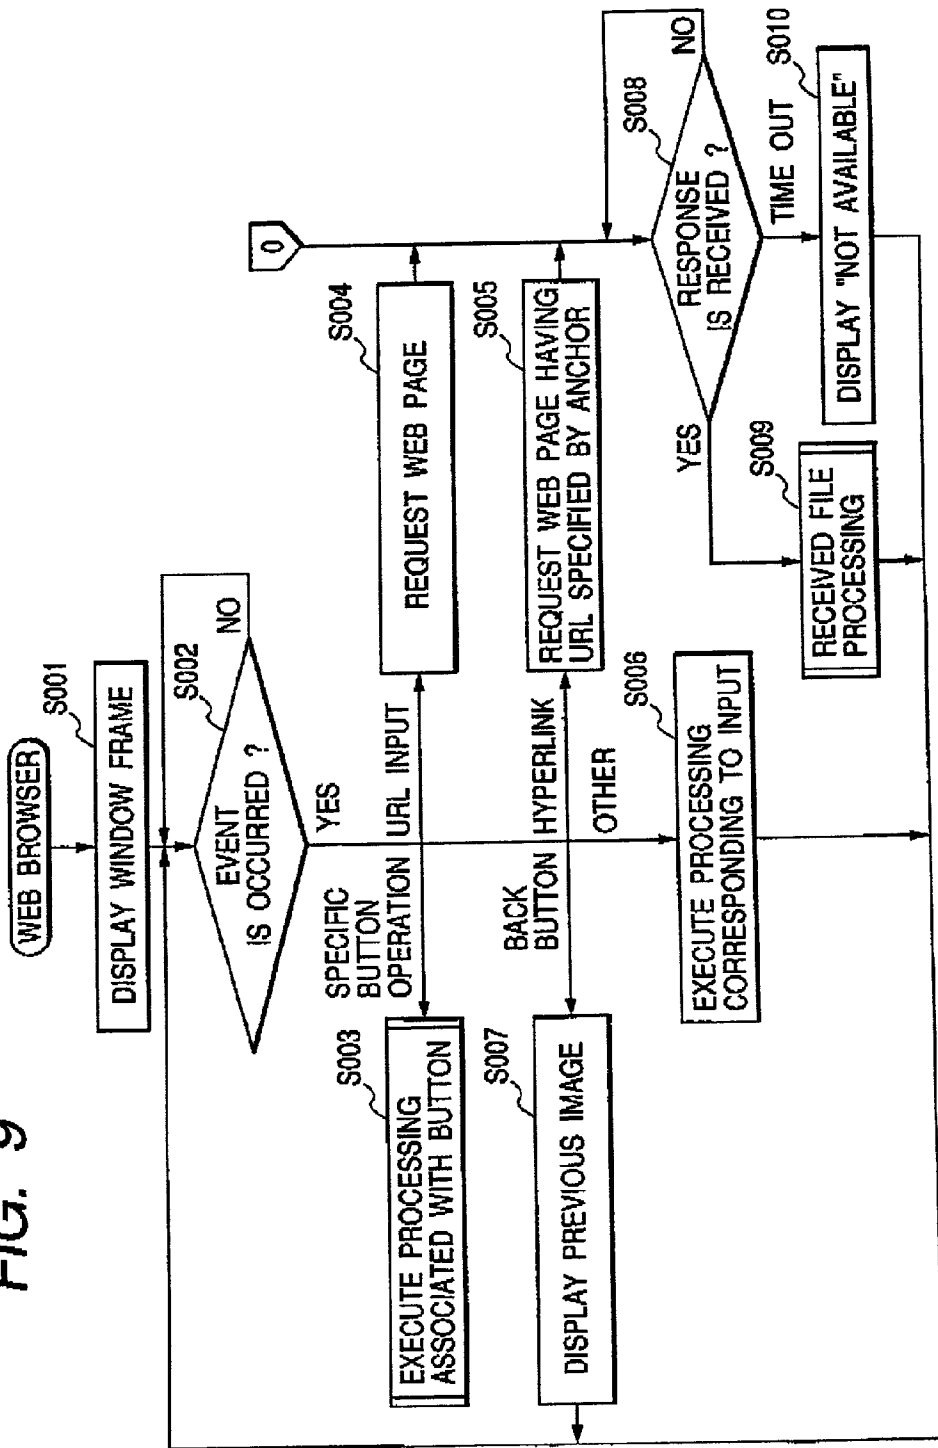 FIG. 9
WEB BROWSER
S001
DISPLAY WINDOW FRAME
S002
EVENT
IS OCCURRED ?
NO
YES
SPECIFIC
BUTTON
OPERATION
URL INPUT
S003
EXECUTE PROCESSING
ASSOCIATED WITH BUTTON
S004
REQUEST WEB PAGE
0
BACK
BUTTON
HYPERLINK
OTHER
S007
DISPLAY PREVIOUS IMAGE
S005
REQUEST WEB PAGE HAVING
URL SPECIFIED BY ANCHOR
S006
EXECUTE PROCESSING
CORRESPONDING TO INPUT
S008
RESPONSE
IS RECEIVED ?
NO
YES
TIME OUT
S009
RECEIVED FILE
PROCESSING
S010
DISPLAY "NOT AVAILABLE"